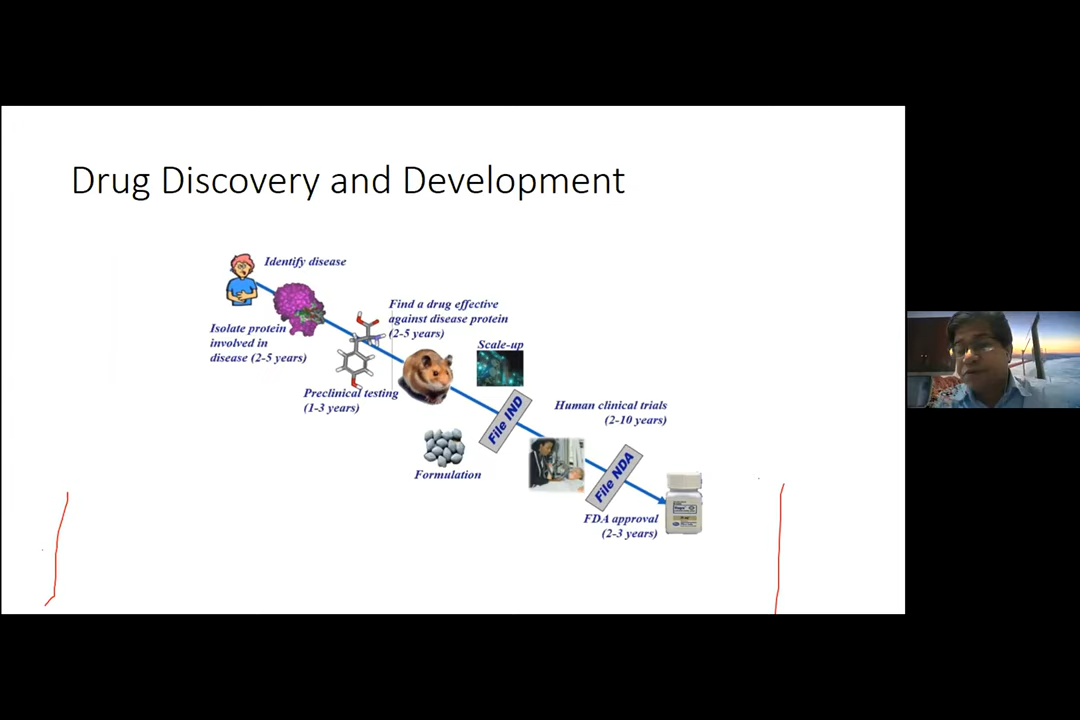 Drug Discovery and Development
Identify disease
Isolate protein
involved in
disease (2-5 years)
Find a drug effective
against disease protein
(2-5 years)
Preclinical testing
(1-3 years)
Scale-up
Formulation
File IND
Human clinical trials
(2-10 years)
File NDA
FDA approval
(2-3 years)